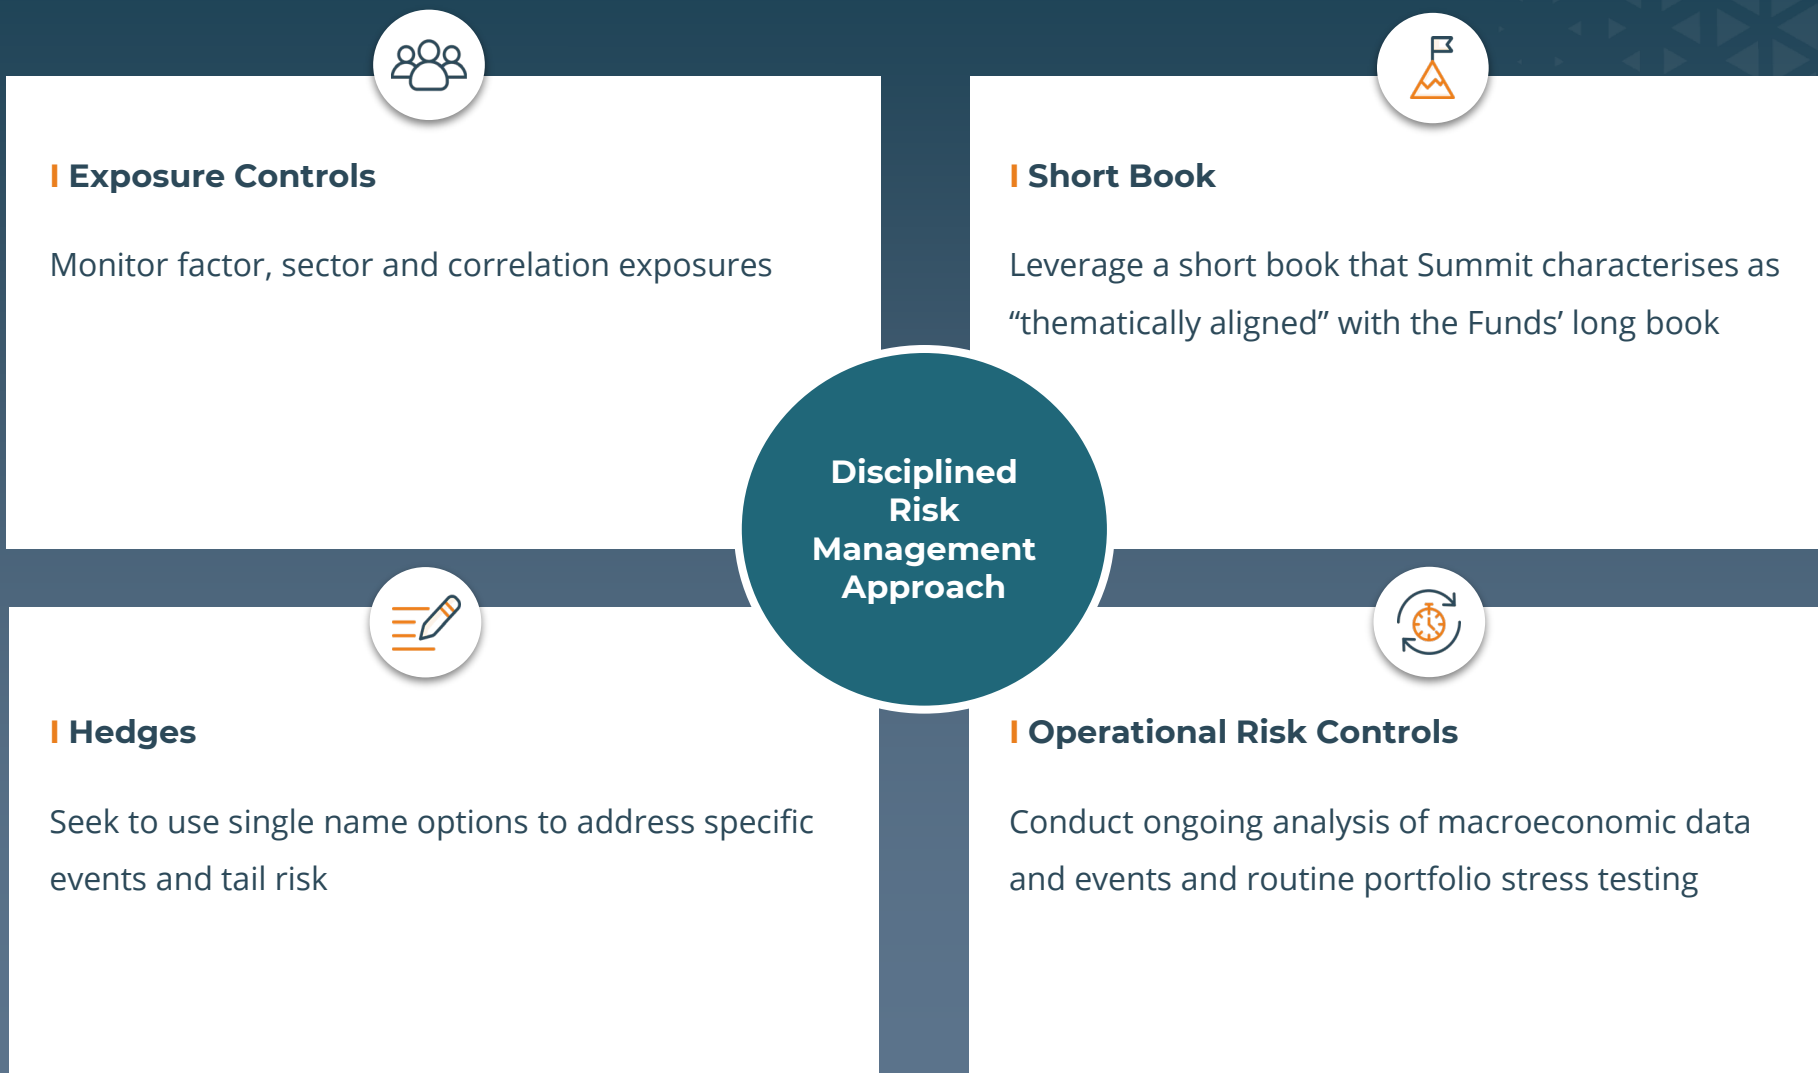 Exposure Controls
Monitor factor, sector and correlation exposures
Short Book
Leverage a short book that Summit characterises as
“thematically aligned” with the Funds’ long book
Disciplined
Risk
Management
Approach
Hedges
Seek to use single name options to address specific
events and tail risk
Operational Risk Controls
Conduct ongoing analysis of macroeconomic data
and events and routine portfolio stress testing